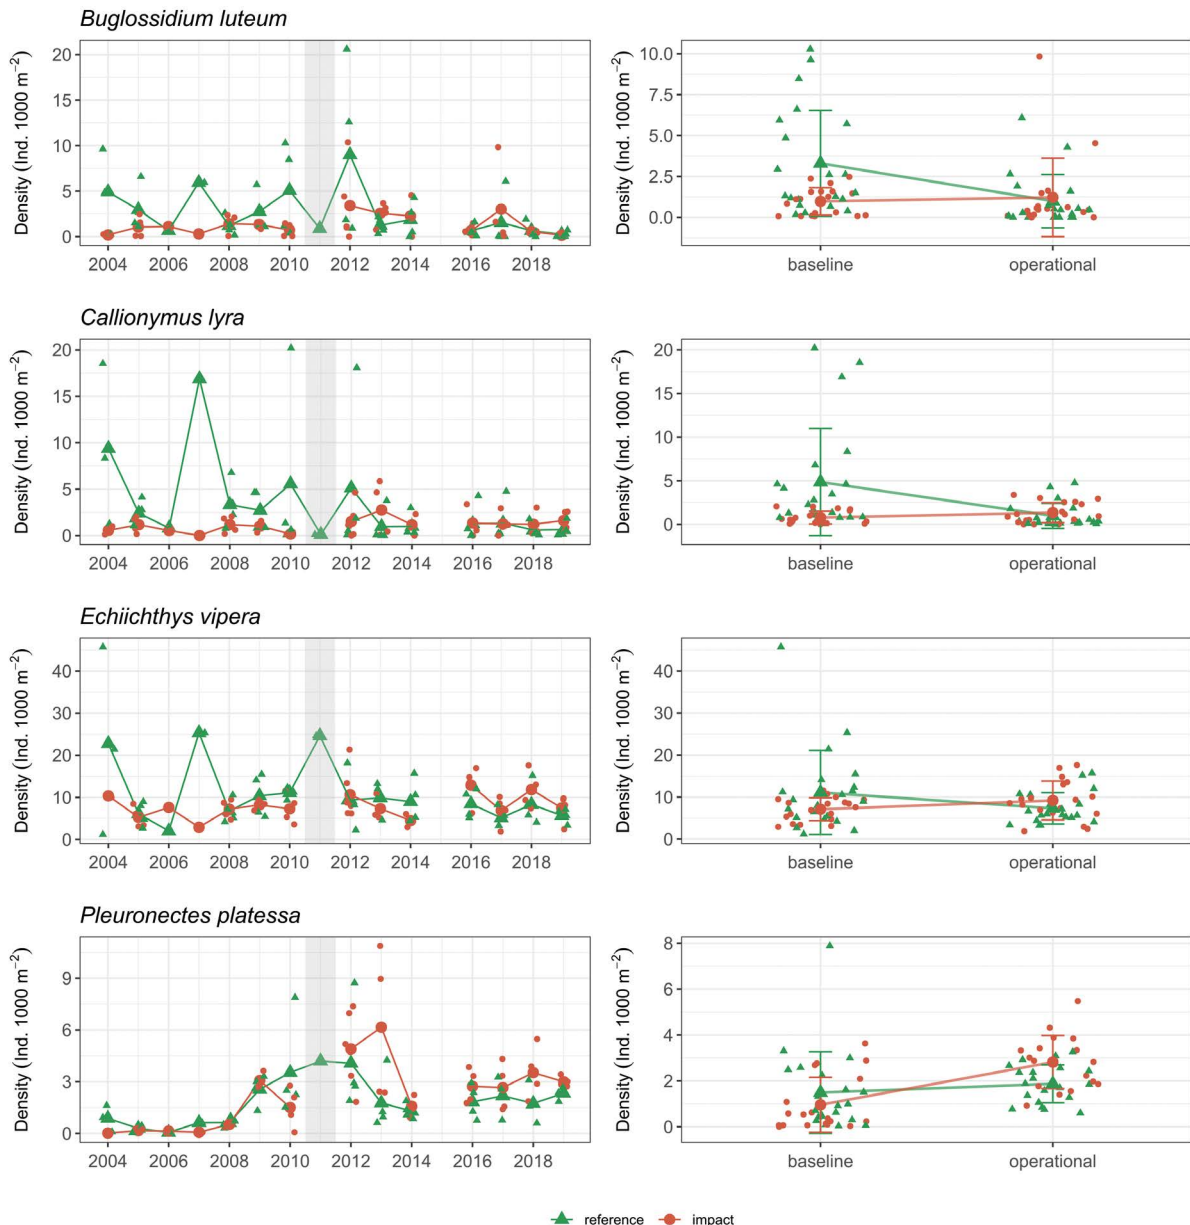 Buglossidium luteum
Density (Ind. 1000 m⁻²)
20
15
10
5
0
2004 2006 2008 2010 2012 2014 2016 2018
Density (Ind. 1000 m⁻²)
10.0
7.5
5.0
2.5
0.0
baseline operational
Callionymus lyra
Density (Ind. 1000 m⁻²)
20
15
10
5
0
2004 2006 2008 2010 2012 2014 2016 2018
Density (Ind. 1000 m⁻²)
20
15
10
5
0
baseline operational
Echiichthys vipera
Density (Ind. 1000 m⁻²)
40
30
20
10
0
2004 2006 2008 2010 2012 2014 2016 2018
Density (Ind. 1000 m⁻²)
40
30
20
10
0
baseline operational
Pleuronectes platessa
Density (Ind. 1000 m⁻²)
9
6
3
0
2004 2006 2008 2010 2012 2014 2016 2018
Density (Ind. 1000 m⁻²)
8
6
4
2
0
baseline operational
reference impact